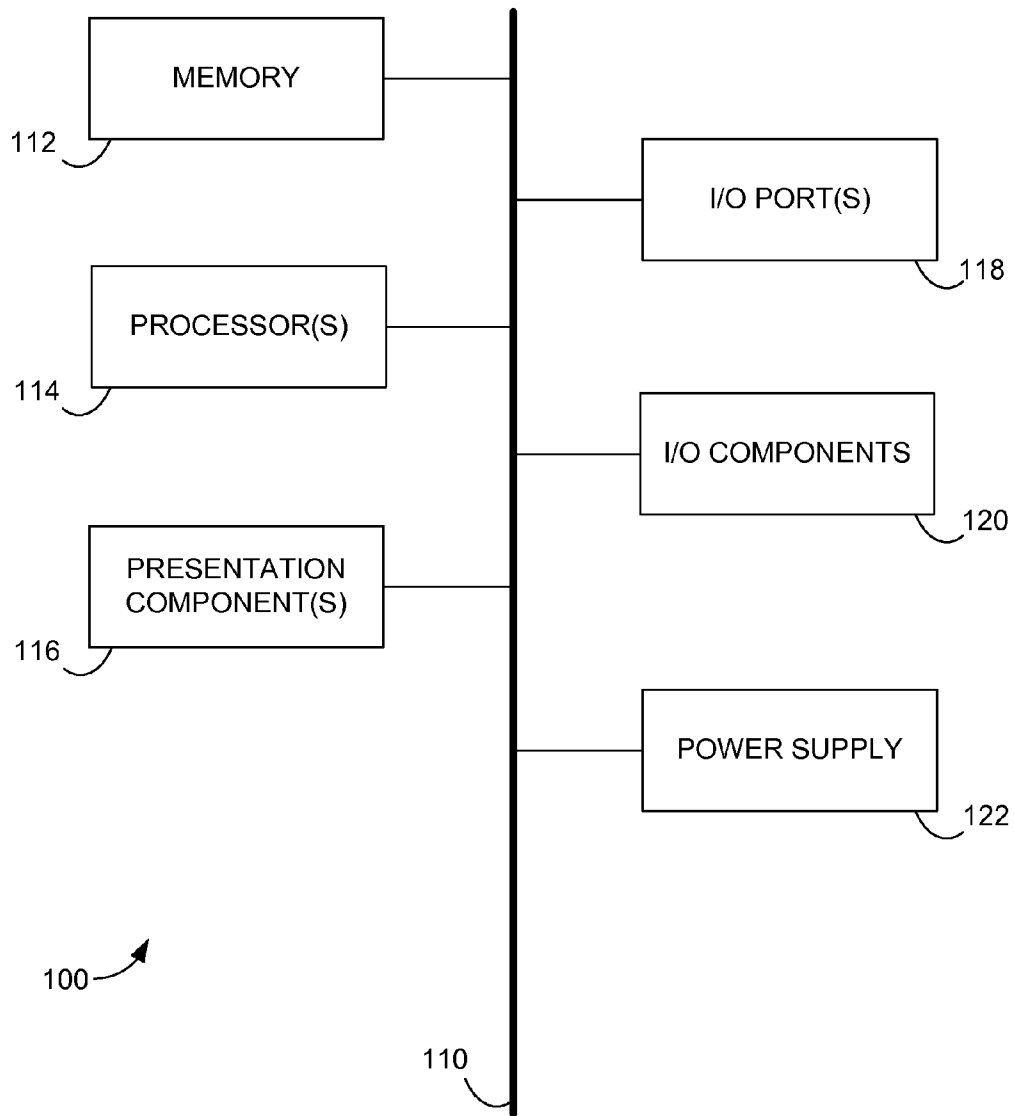 MEMORY
112
I/O PORT(S)
118
PROCESSOR(S)
114
I/O COMPONENTS
120
PRESENTATION
COMPONENT(S)
116
POWER SUPPLY
122
100
110